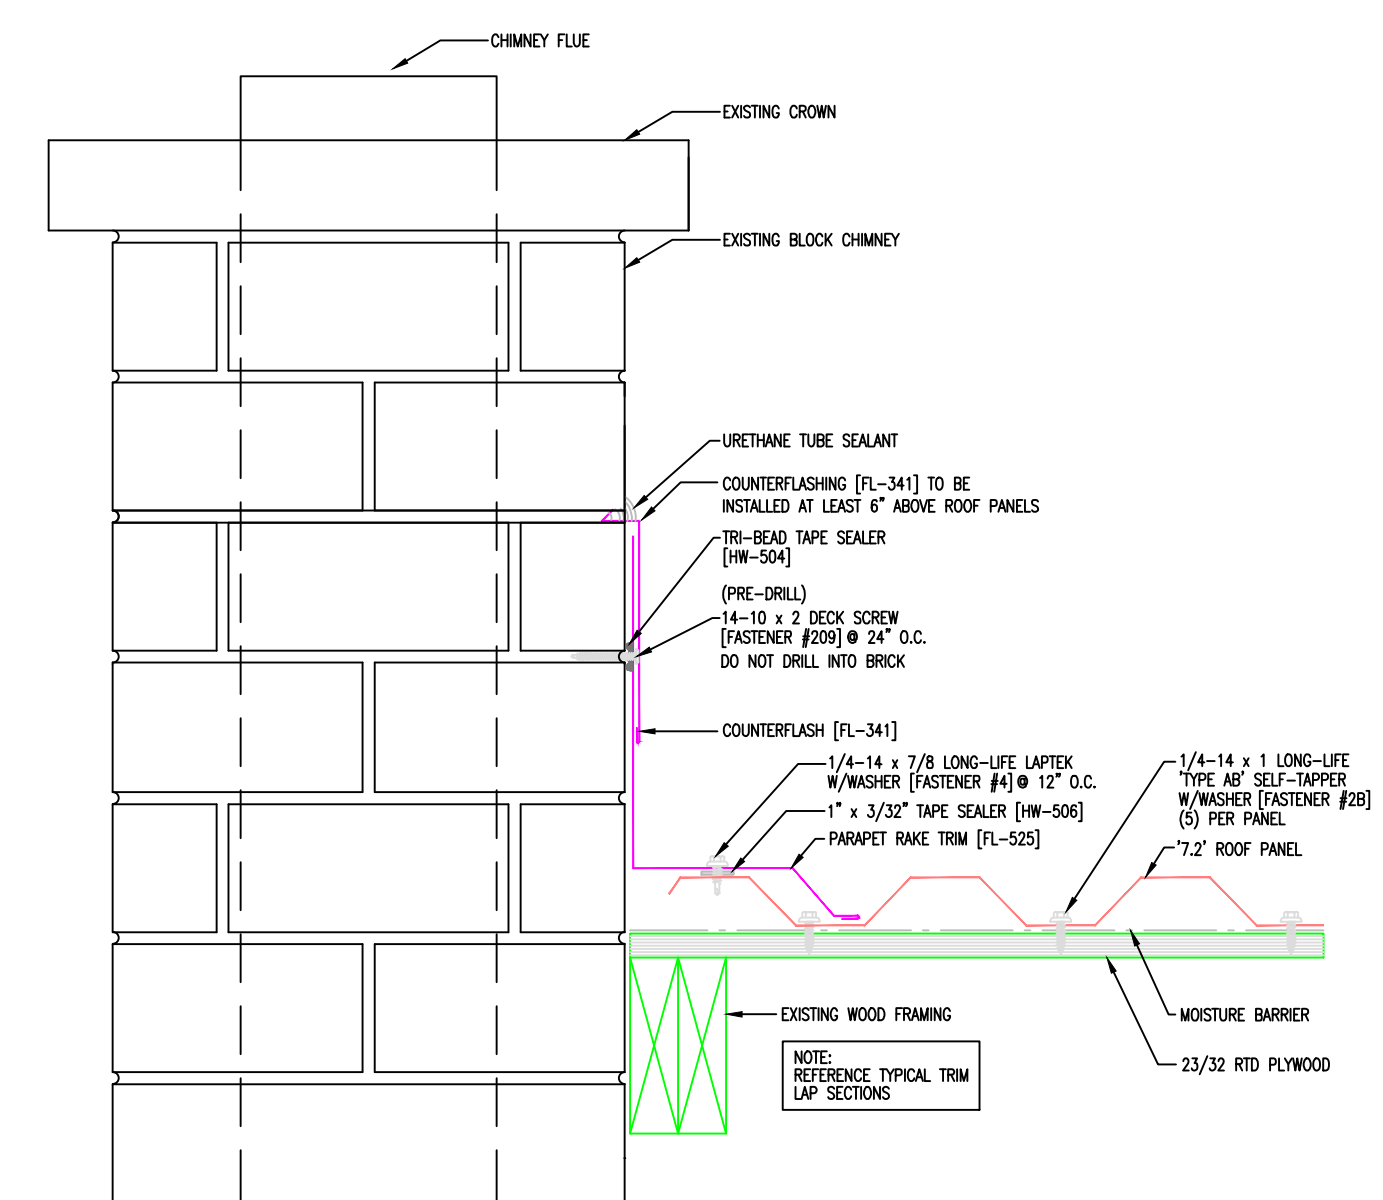 CHIMNEY FLUE
EXISTING CROWN
EXISTING BLOCK CHIMNEY
URETHANE TUBE SEALANT
COUNTERFLASHING [FL-341] TO BE
INSTALLED AT LEAST 6" ABOVE ROOF PANELS
TRI-BEAD TAPE SEALER
[HW-504]
(PRE-DRILL)
14-10 x 2 DECK SCREW
[FASTENER #209] @ 24" O.C.
DO NOT DRILL INTO BRICK
COUNTERFLASH [FL-341]
1/4-14 x 7/8 LONG-LIFE LAPTEK
W/WASHER [FASTENER #4] @ 12" O.C.
1" x 3/32" TAPE SEALER [HW-506]
PARAPET RAKE TRIM [FL-525]
1/4-14 x 1 LONG-LIFE
'TYPE AB' SELF-TAPPER
W/WASHER [FASTENER #2B]
(5) PER PANEL
'7.2' ROOF PANEL
EXISTING WOOD FRAMING
MOISTURE BARRIER
23/32 RTD PLYWOOD
NOTE:
REFERENCE TYPICAL TRIM
LAP SECTIONS